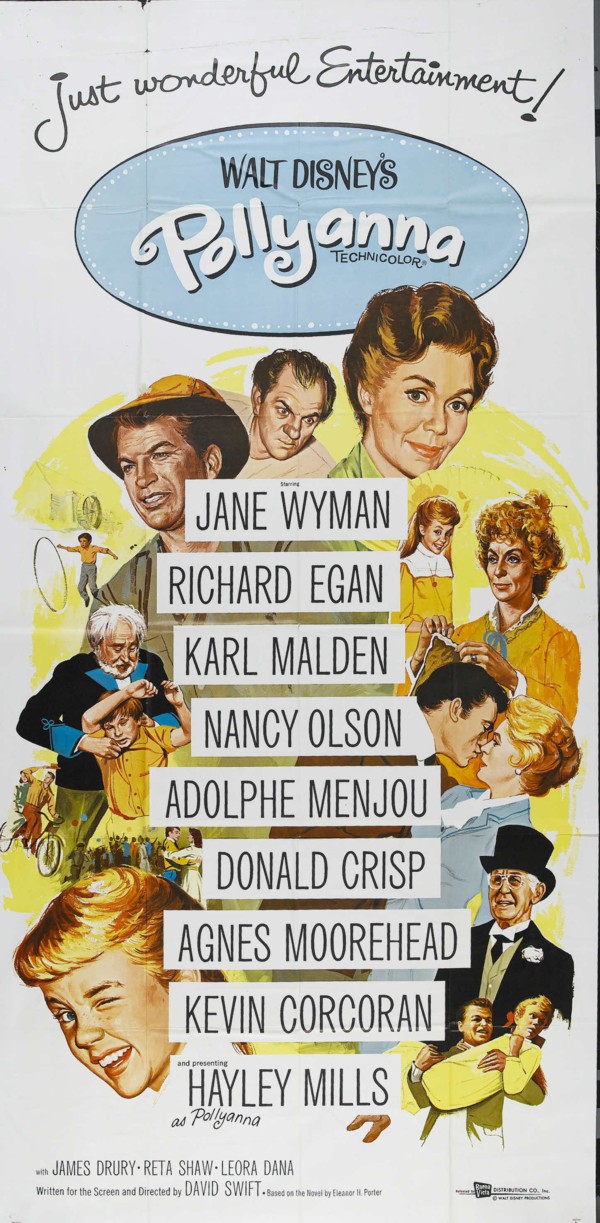 Just wonderful Entertainment!
WALT DISNEY'S
Pollyanna
TECHNICOLOR®
Starring
JANE WYMAN
RICHARD EGAN
KARL MALDEN
NANCY OLSON
ADOLPHE MENJOU
DONALD CRISP
AGNES MOOREHEAD
KEVIN CORCORAN
and presenting
HAYLEY MILLS
as Pollyanna
with JAMES DRURY • RETA SHAW • LEORA DANA
Written for the Screen and Directed by DAVID SWIFT • Based on the Novel by Eleanor H. Porter
Buena Vista DISTRIBUTION CO., Inc.
© WALT DISNEY PRODUCTIONS